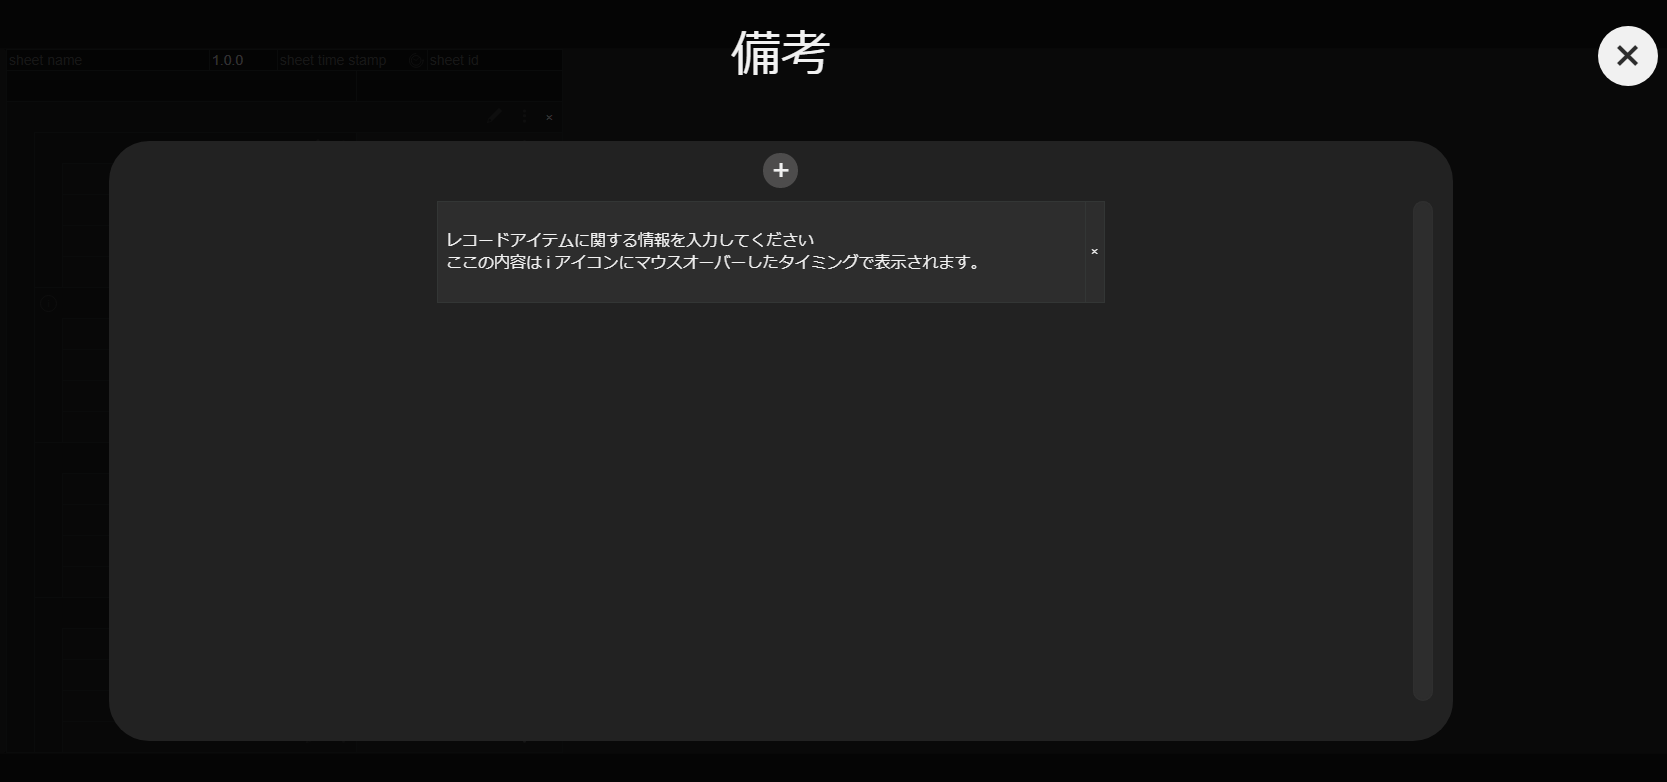 備考
sheet name 1.0.0 sheet time stamp sheet id
レコードアイテムに関する情報を入力してください
ここの内容は i アイコンにマウスオーバーしたタイミングで表示されます。